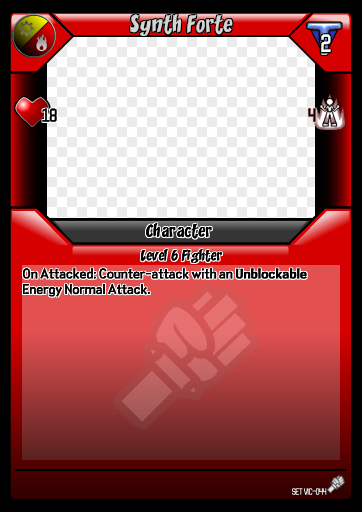 Synth Forte
2
18
4
Character
Level 6 Fighter
On Attacked: Counter-attack with an Unblockable
Energy Normal Attack.
SET VIC-044